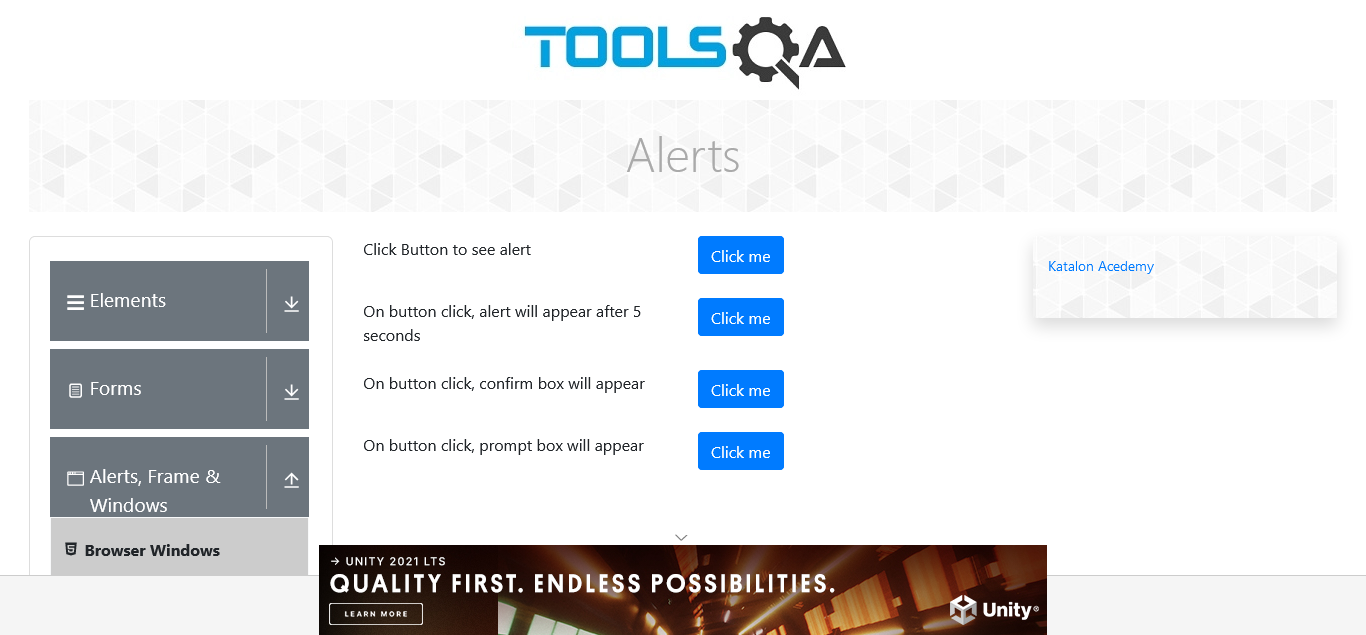 TOOLSQA
Alerts
Elements
Forms
Alerts, Frame &
Windows
Browser Windows
Click Button to see alert
Click me
On button click, alert will appear after 5
seconds
Click me
On button click, confirm box will appear
Click me
On button click, prompt box will appear
Click me
Katalon Acedemy
→ UNITY 2021 LTS
QUALITY FIRST. ENDLESS POSSIBILITIES.
LEARN MORE
Unity®